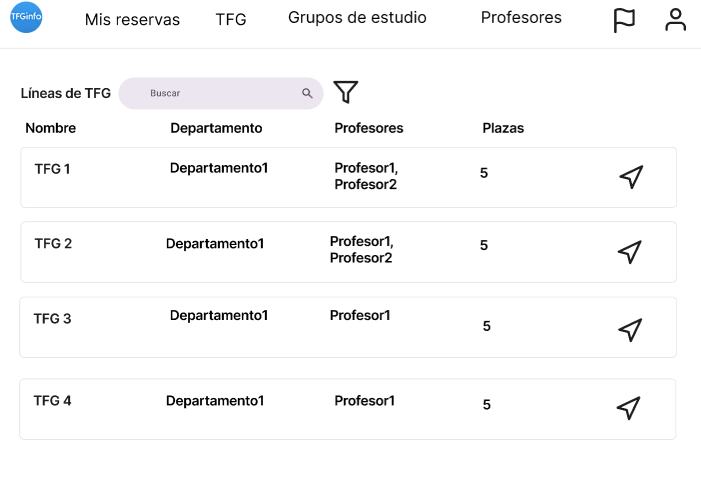 TFGinfo
Mis reservas TFG Grupos de estudio Profesores
Líneas de TFG Buscar
Nombre Departamento Profesores Plazas
TFG 1 Departamento1 Profesor1, 5
Profesor2
TFG 2 Departamento1 Profesor1, 5
Profesor2
TFG 3 Departamento1 Profesor1 5
TFG 4 Departamento1 Profesor1 5